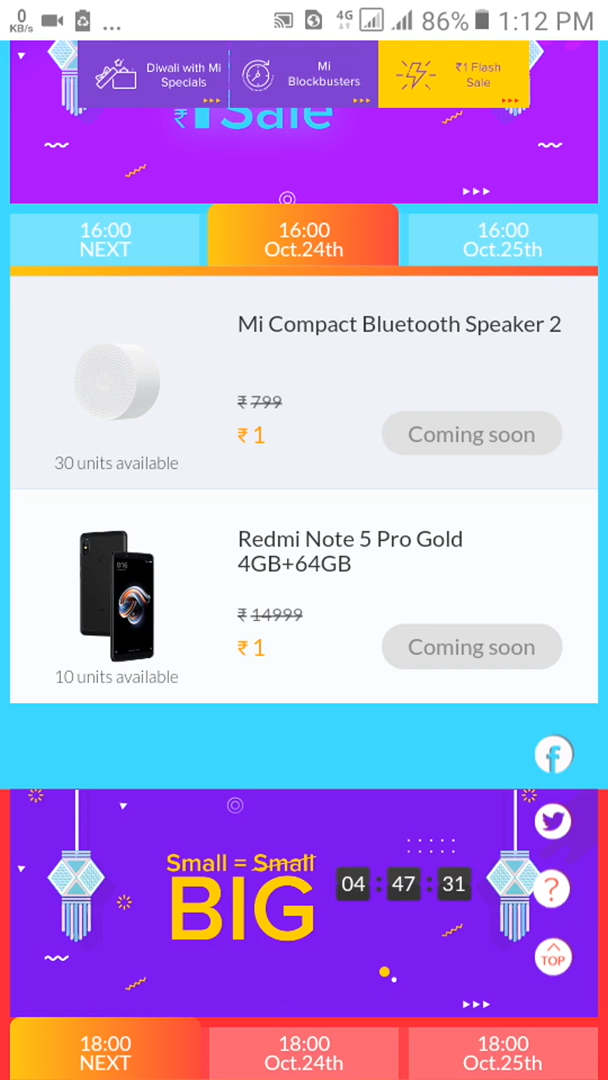 0
KB/s
...
4G
86%
1:12 PM
Diwali with Mi
Specials
Mi
Blockbusters
₹1 Flash
Sale
₹1 Sale
16:00
NEXT
16:00
Oct.24th
16:00
Oct.25th
Mi Compact Bluetooth Speaker 2
₹ 799
₹ 1
Coming soon
30 units available
Redmi Note 5 Pro Gold
4GB+64GB
₹ 14999
₹ 1
Coming soon
10 units available
Small = Small
BIG
04 : 47 : 31
?
TOP
18:00
NEXT
18:00
Oct.24th
18:00
Oct.25th